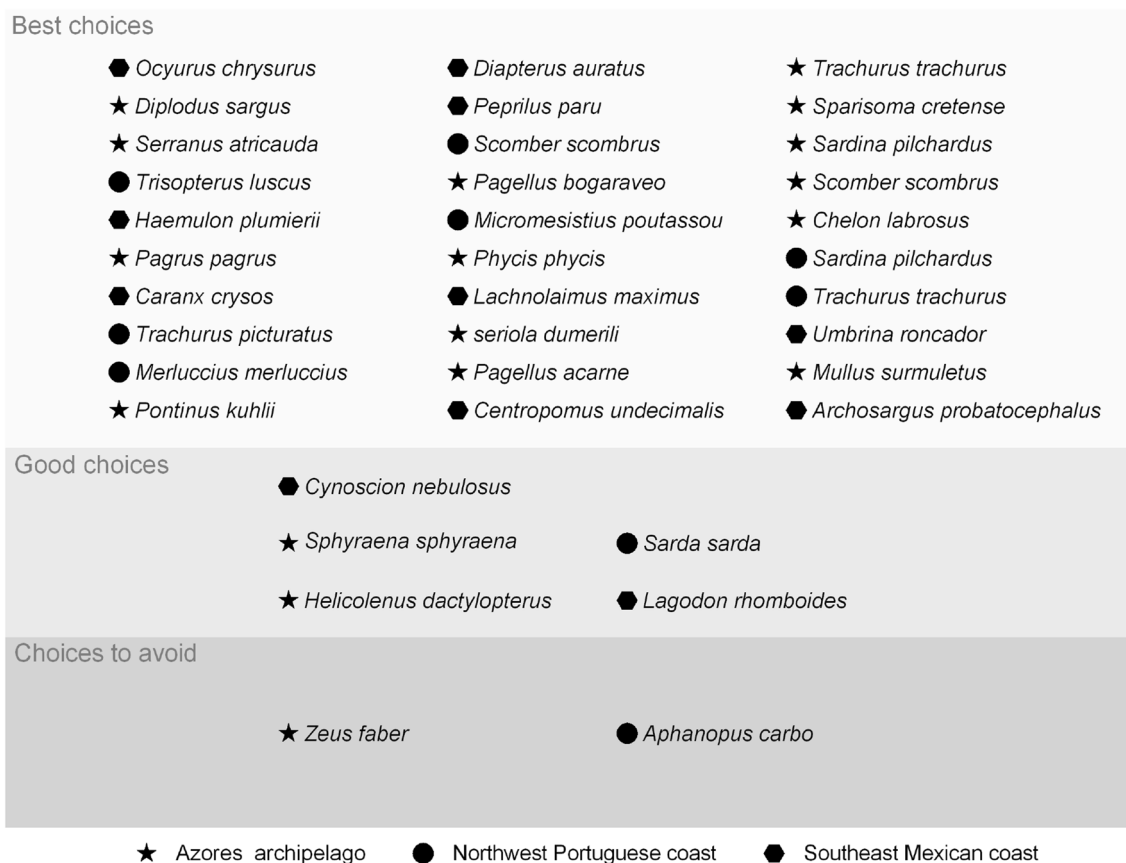 Best choices
Ocyurus chrysurus
Diplodus sargus
Serranus atricauda
Trisopterus luscus
Haemulon plumierii
Pagrus pagrus
Caranx crysos
Trachurus picturatus
Merluccius merluccius
Pontinus kuhlii
Diapterus auratus
Peprilus paru
Scomber scombrus
Pagellus bogaraveo
Micromesistius poutassou
Phycis phycis
Lachnolaimus maximus
seriola dumerili
Pagellus acarne
Centropomus undecimalis
Trachurus trachurus
Sparisoma cretense
Sardina pilchardus
Scomber scombrus
Chelon labrosus
Sardina pilchardus
Trachurus trachurus
Umbrina roncador
Mullus surmuletus
Archosargus probatocephalus
Good choices
Cynoscion nebulosus
Sphyraena sphyraena
Helicolenus dactylopterus
Sarda sarda
Lagodon rhomboides
Choices to avoid
Zeus faber
Aphanopus carbo
Azores archipelago
Northwest Portuguese coast
Southeast Mexican coast